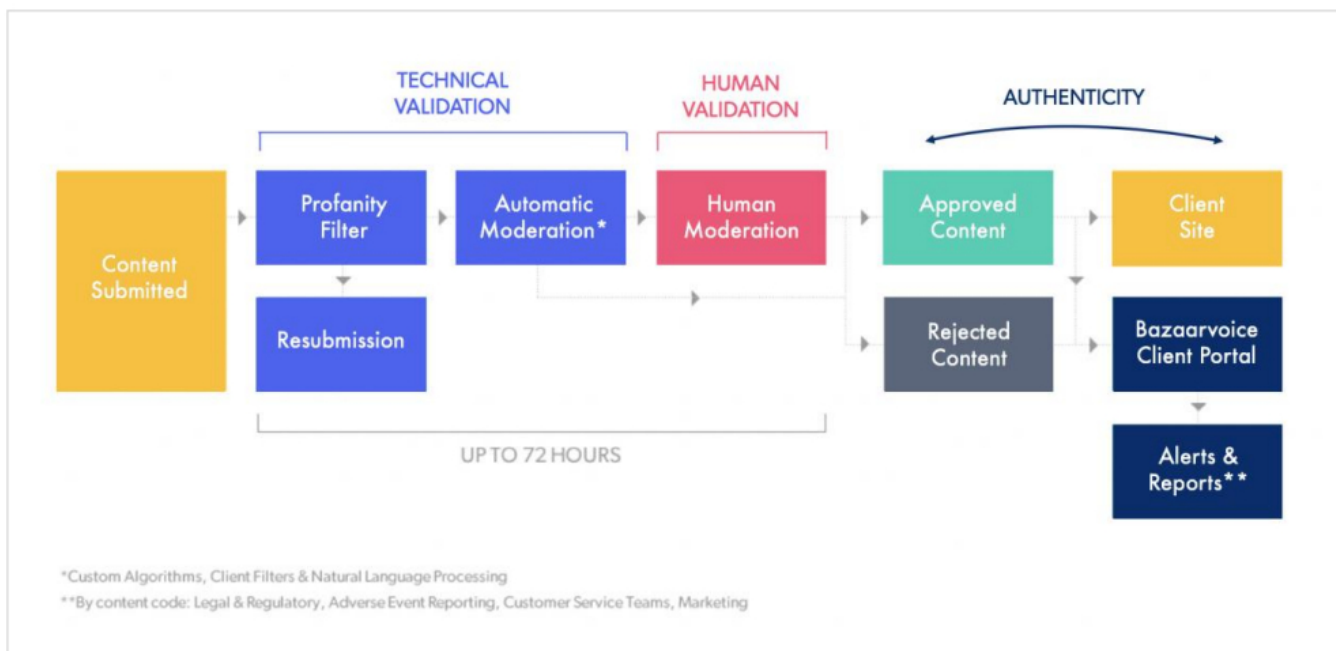 TECHNICAL
VALIDATION
HUMAN
VALIDATION
AUTHENTICITY
Content
Submitted
Profanity
Filter
Automatic
Moderation*
Human
Moderation
Approved
Content
Client
Site
Resubmission
Rejected
Content
Bazaarvoice
Client Portal
UP TO 72 HOURS
Alerts &
Reports**
*Custom Algorithms, Client Filters & Natural Language Processing
**By content code: Legal & Regulatory, Adverse Event Reporting, Customer Service Teams, Marketing